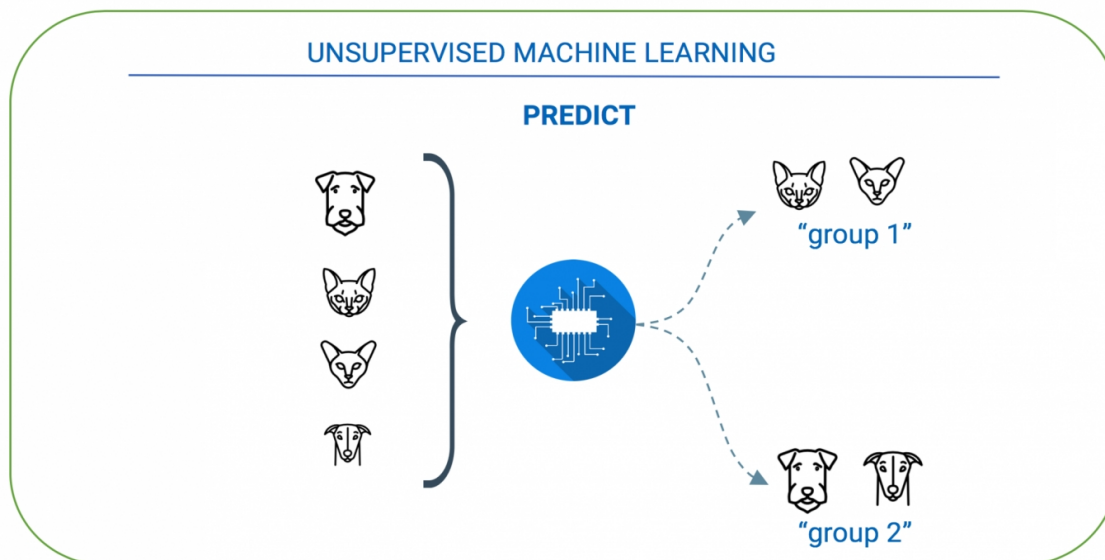 UNSUPERVISED MACHINE LEARNING
PREDICT
“group 1”
“group 2”